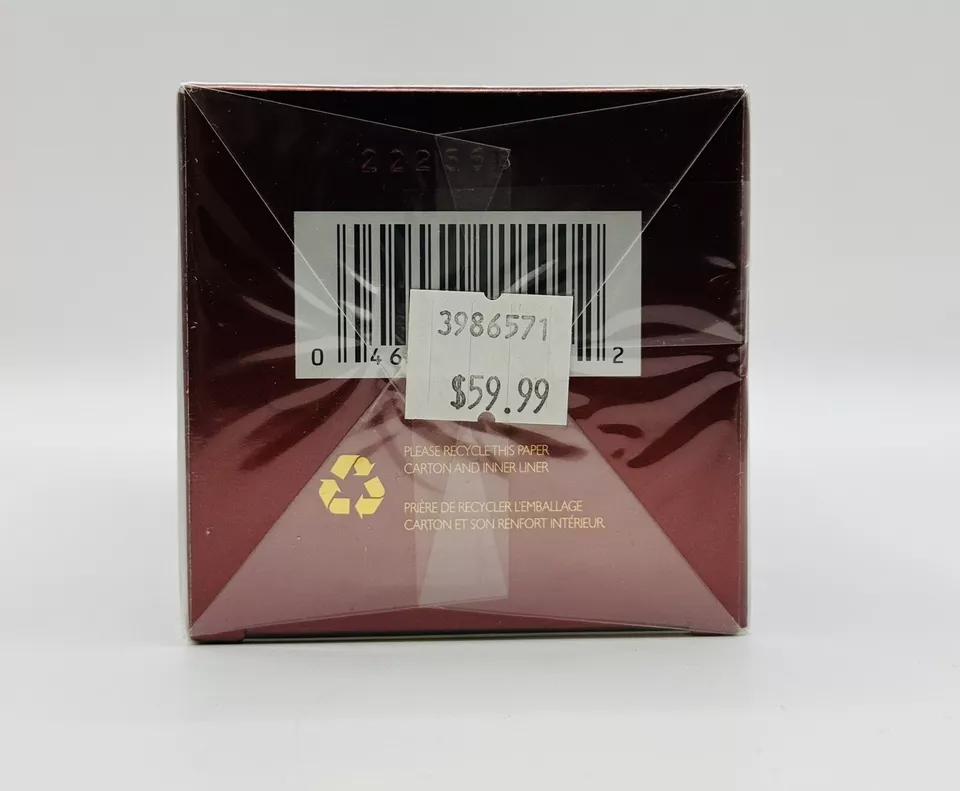 222563
3986571
$59.99
0 46 2
PLEASE RECYCLE THIS PAPER
CARTON AND INNER LINER
PRIÈRE DE RECYCLER L'EMBALLAGE
CARTON ET SON RENFORT INTÉRIEUR